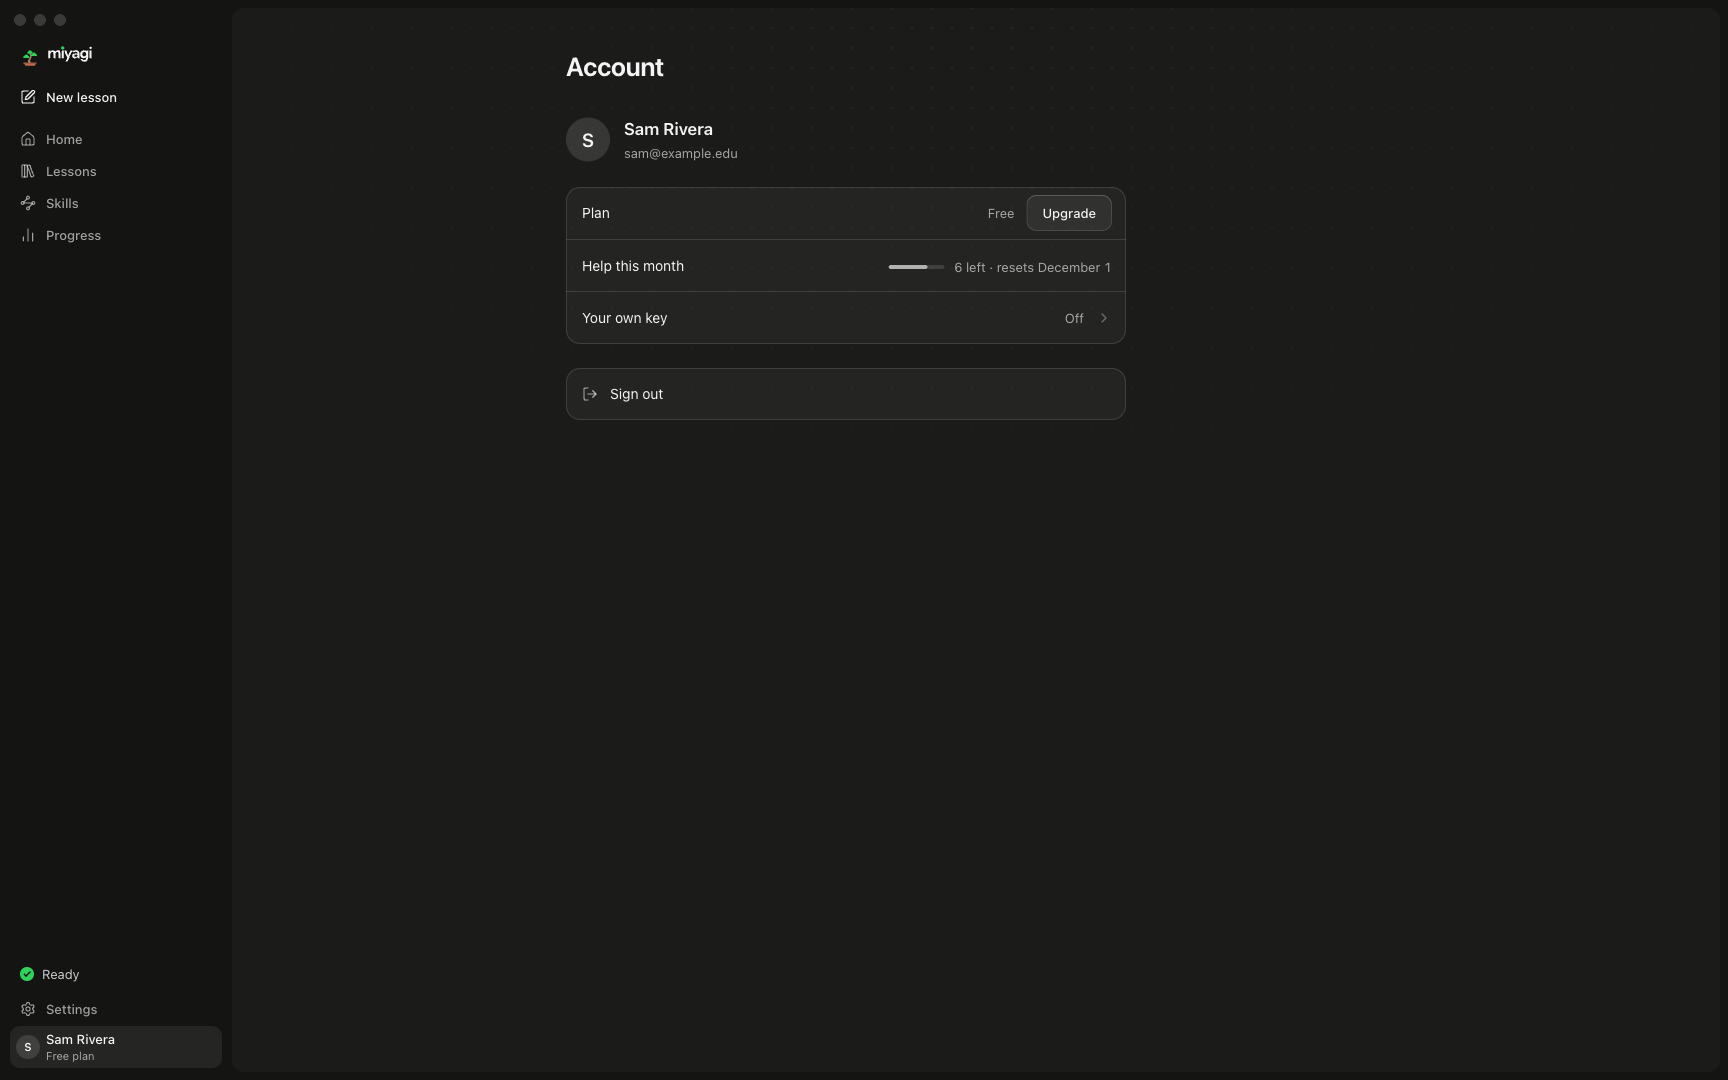 miyagi
New lesson
Home
Lessons
Skills
Progress
Ready
Settings
S
Sam Rivera
Free plan
Account
S
Sam Rivera
sam@example.edu
Plan
Free
Upgrade
Help this month
6 left · resets December 1
Your own key
Off
Sign out